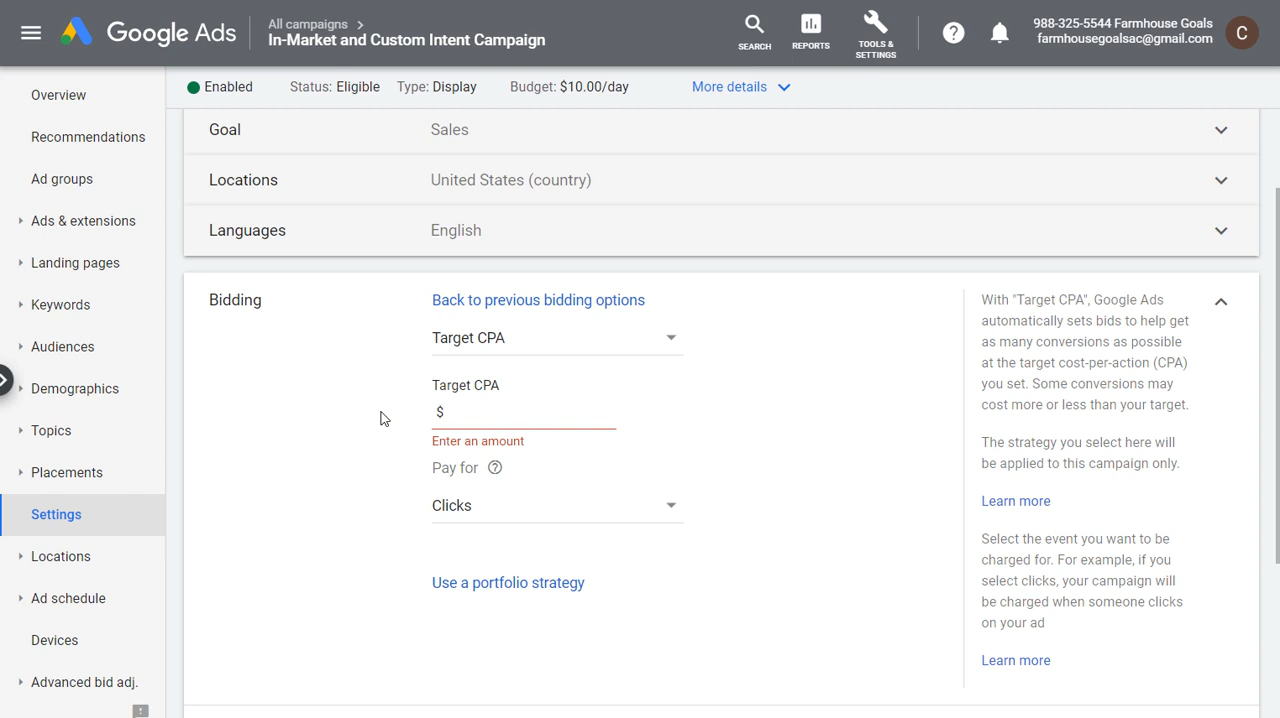 Google Ads
All campaigns >
In-Market and Custom Intent Campaign
SEARCH
REPORTS
TOOLS &
SETTINGS
?
988-325-5544 Farmhouse Goals
farmhousegoalsac@gmail.com
C
Overview
Recommendations
Ad groups
Ads & extensions
Landing pages
Keywords
Audiences
Demographics
Topics
Placements
Settings
Locations
Ad schedule
Devices
Advanced bid adj.
Enabled
Status: Eligible
Type: Display
Budget: $10.00/day
More details
Goal
Sales
Locations
United States (country)
Languages
English
Bidding
Back to previous bidding options
Target CPA
Target CPA
$
Enter an amount
Pay for ?
Clicks
Use a portfolio strategy
With "Target CPA", Google Ads
automatically sets bids to help get
as many conversions as possible
at the target cost-per-action (CPA)
you set. Some conversions may
cost more or less than your target.
The strategy you select here will
be applied to this campaign only.
Learn more
Select the event you want to be
charged for. For example, if you
select clicks, your campaign will
be charged when someone clicks
on your ad
Learn more